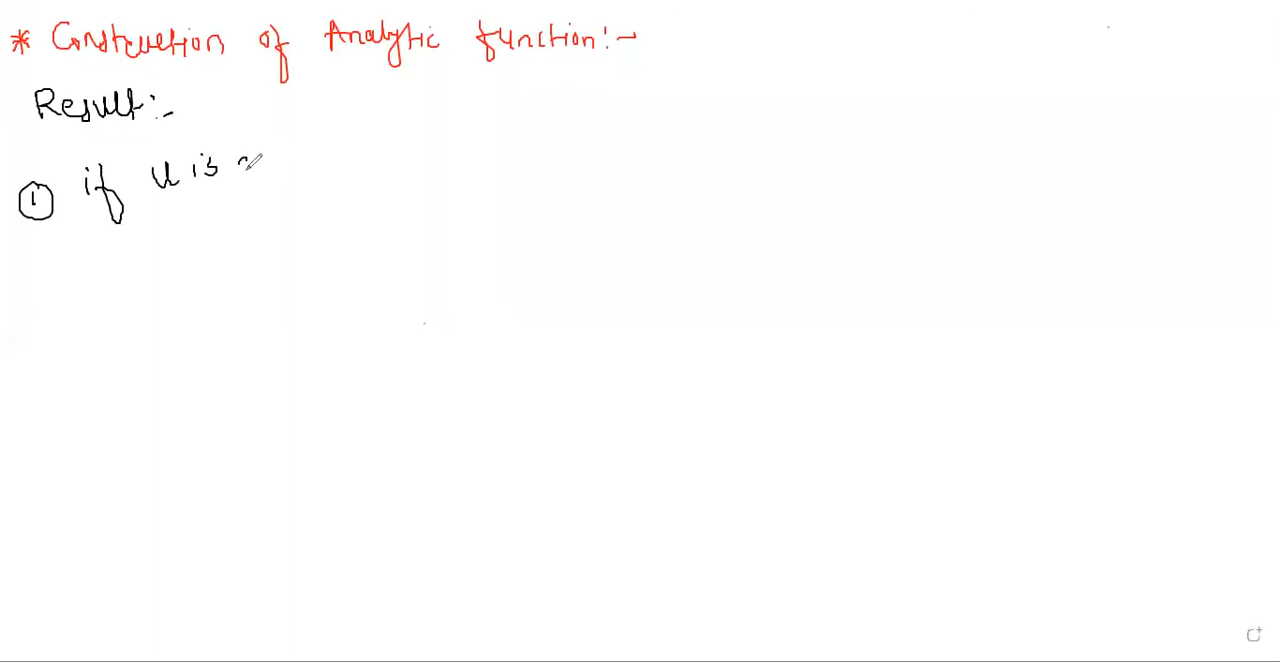 * Construction of Analytic function:-
Result:-
① if u is